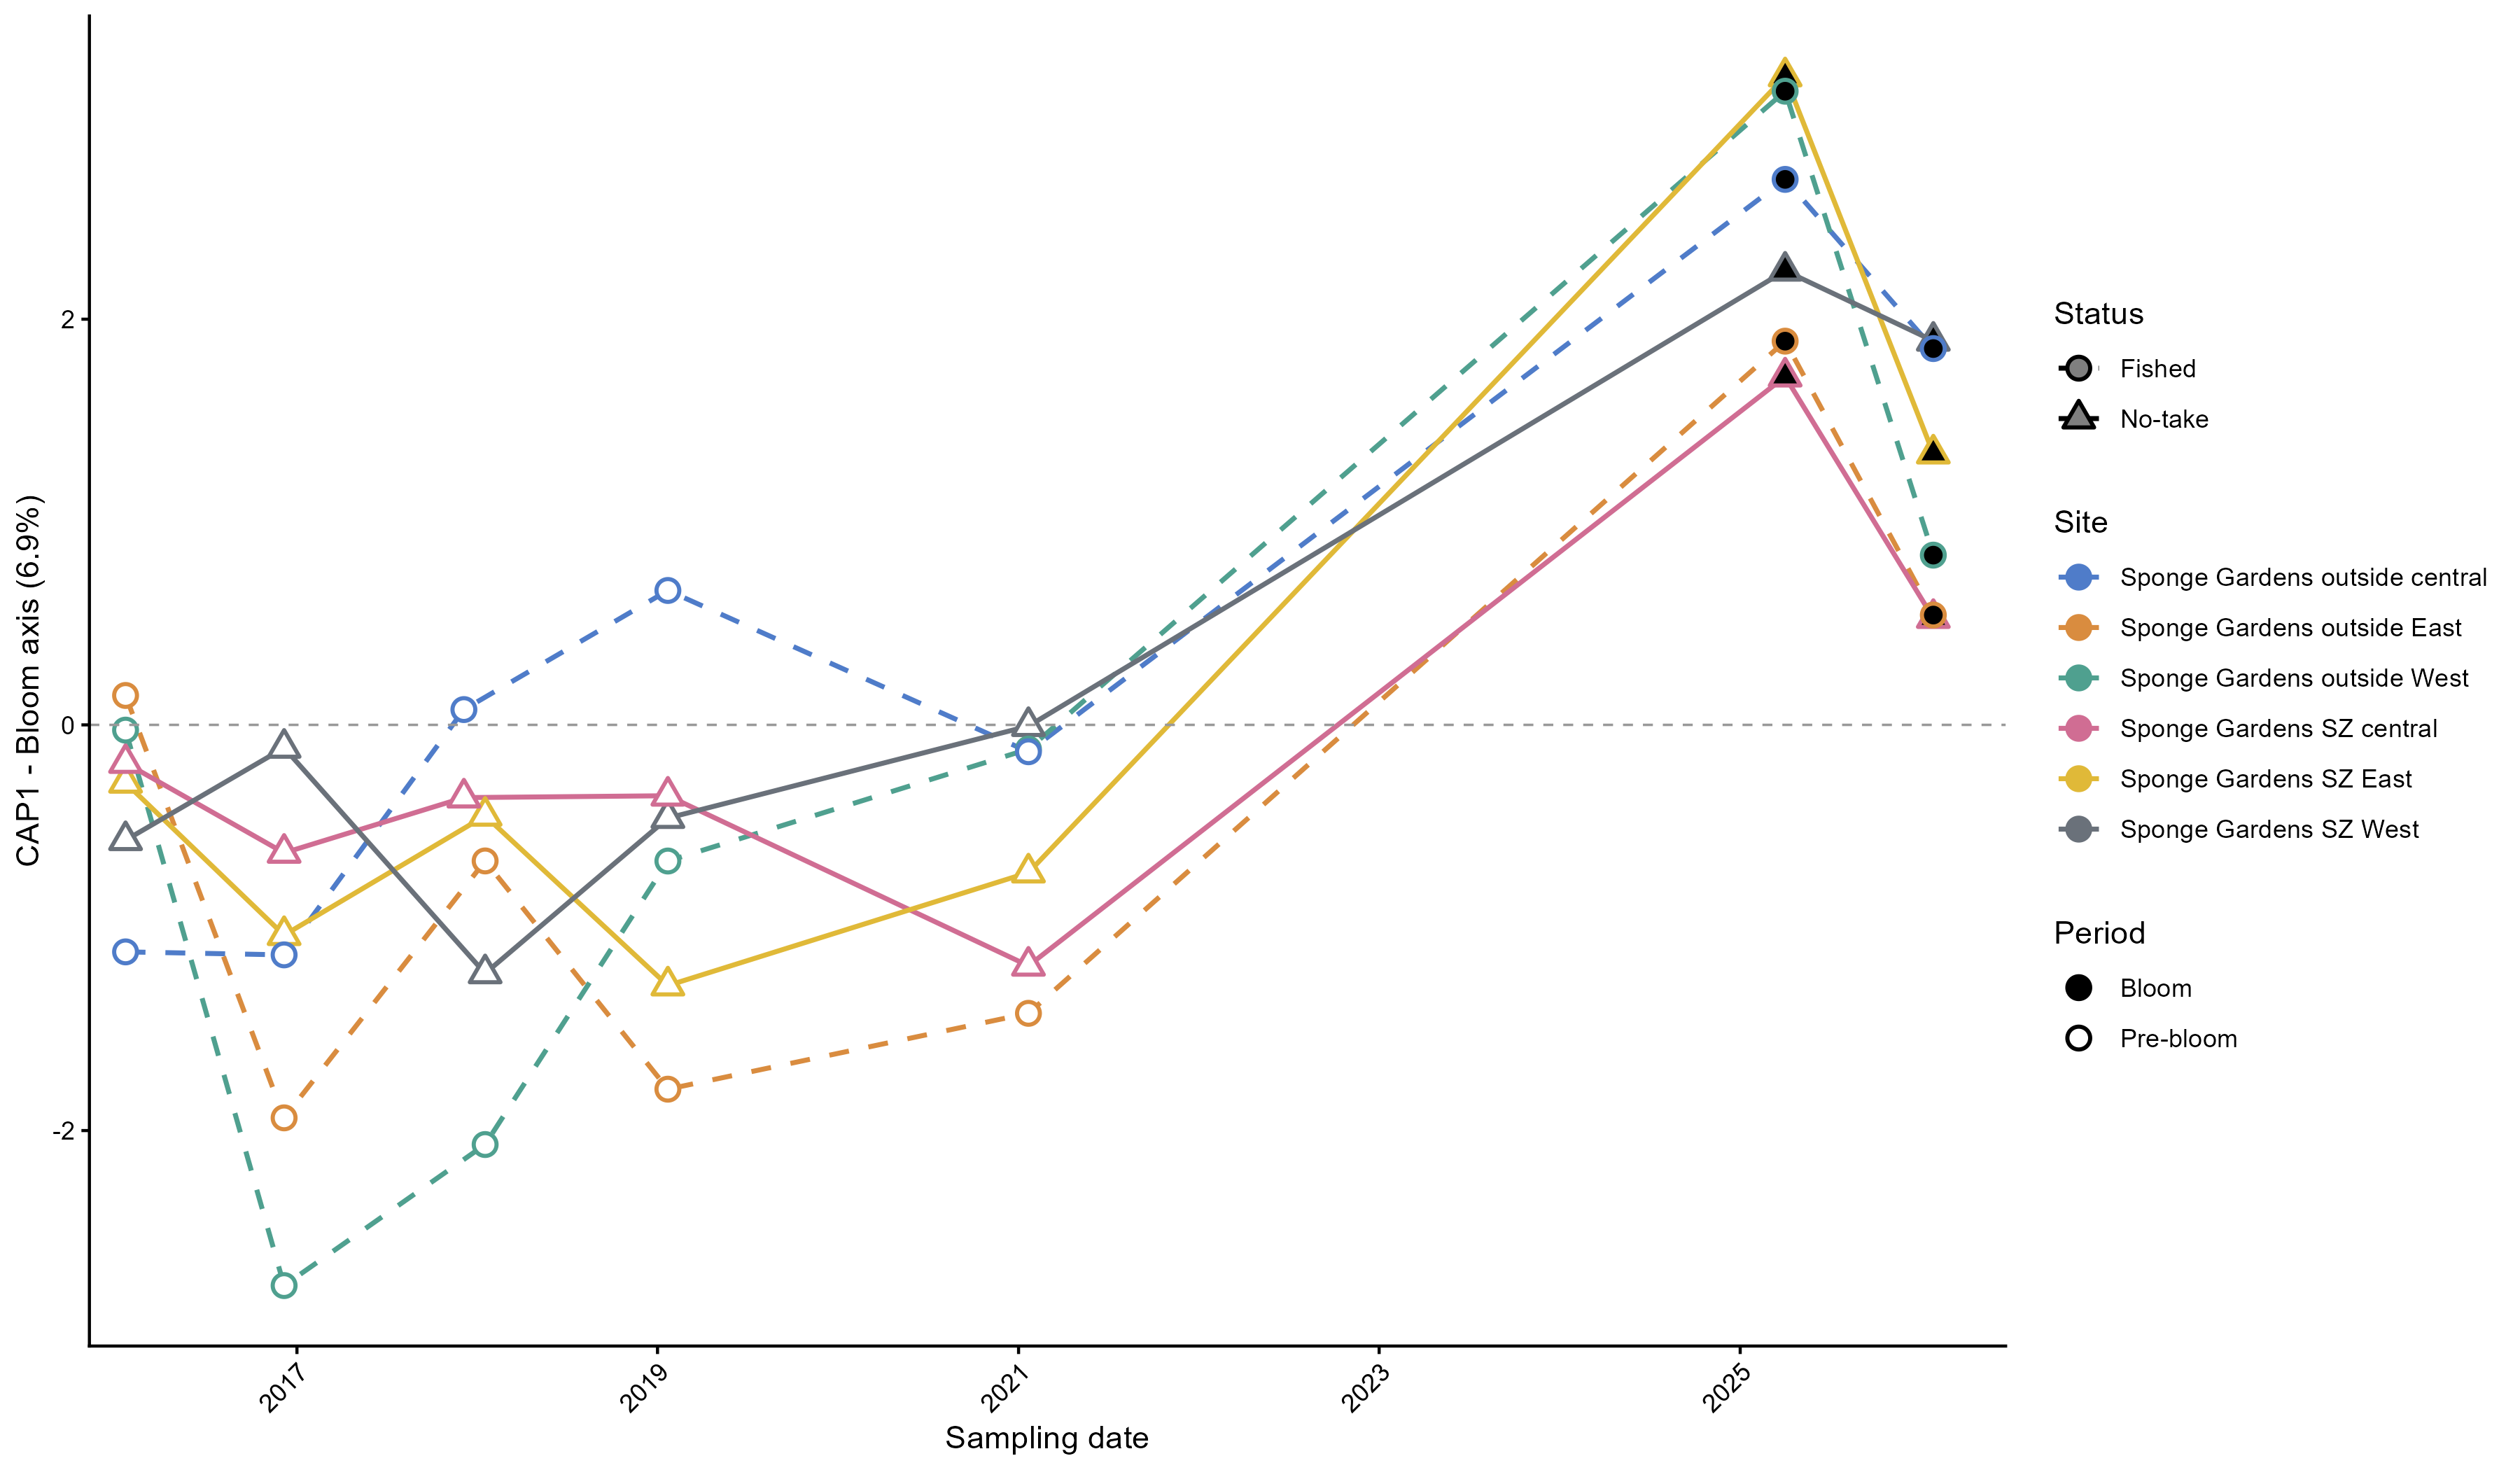 CAP1 - Bloom axis (6.9%)
2
0
-2
2017
2019
2021
2023
2025
Sampling date
Status
Fished
No-take
Site
Sponge Gardens outside central
Sponge Gardens outside East
Sponge Gardens outside West
Sponge Gardens SZ central
Sponge Gardens SZ East
Sponge Gardens SZ West
Period
Bloom
Pre-bloom